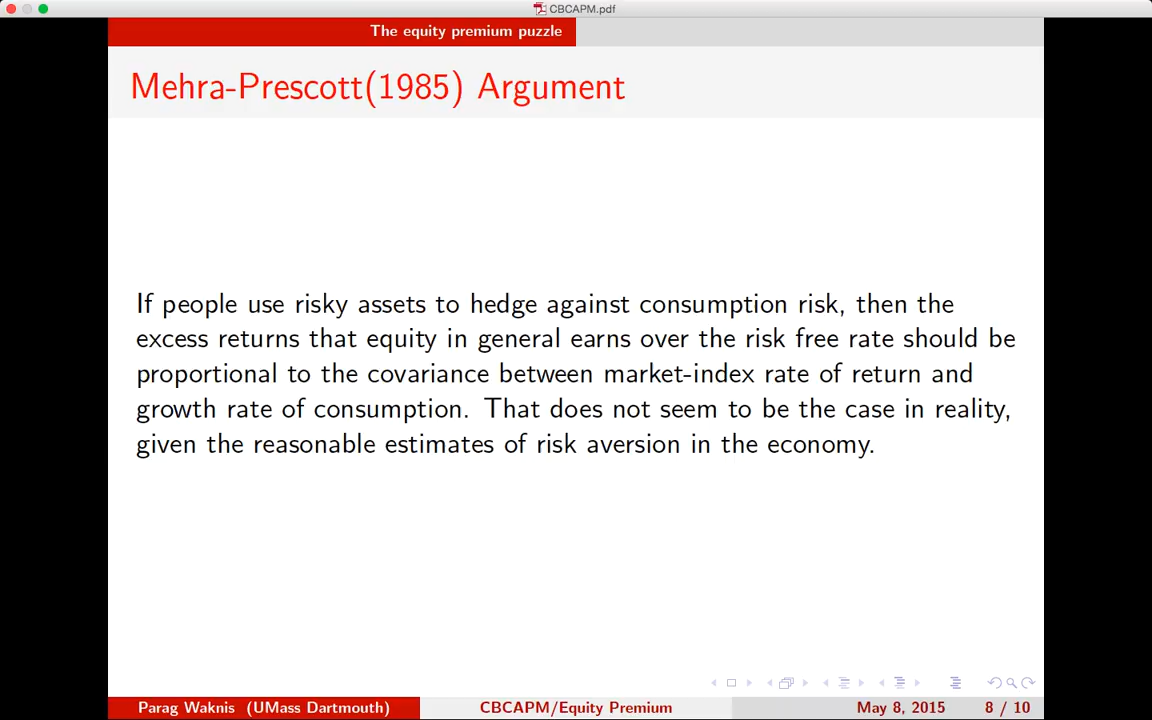 CBCAPM.pdf
The equity premium puzzle
Mehra-Prescott(1985) Argument
If people use risky assets to hedge against consumption risk, then the
excess returns that equity in general earns over the risk free rate should be
proportional to the covariance between market-index rate of return and
growth rate of consumption. That does not seem to be the case in reality,
given the reasonable estimates of risk aversion in the economy.
Parag Waknis (UMass Dartmouth) CBCAPM/Equity Premium May 8, 2015 8 / 10